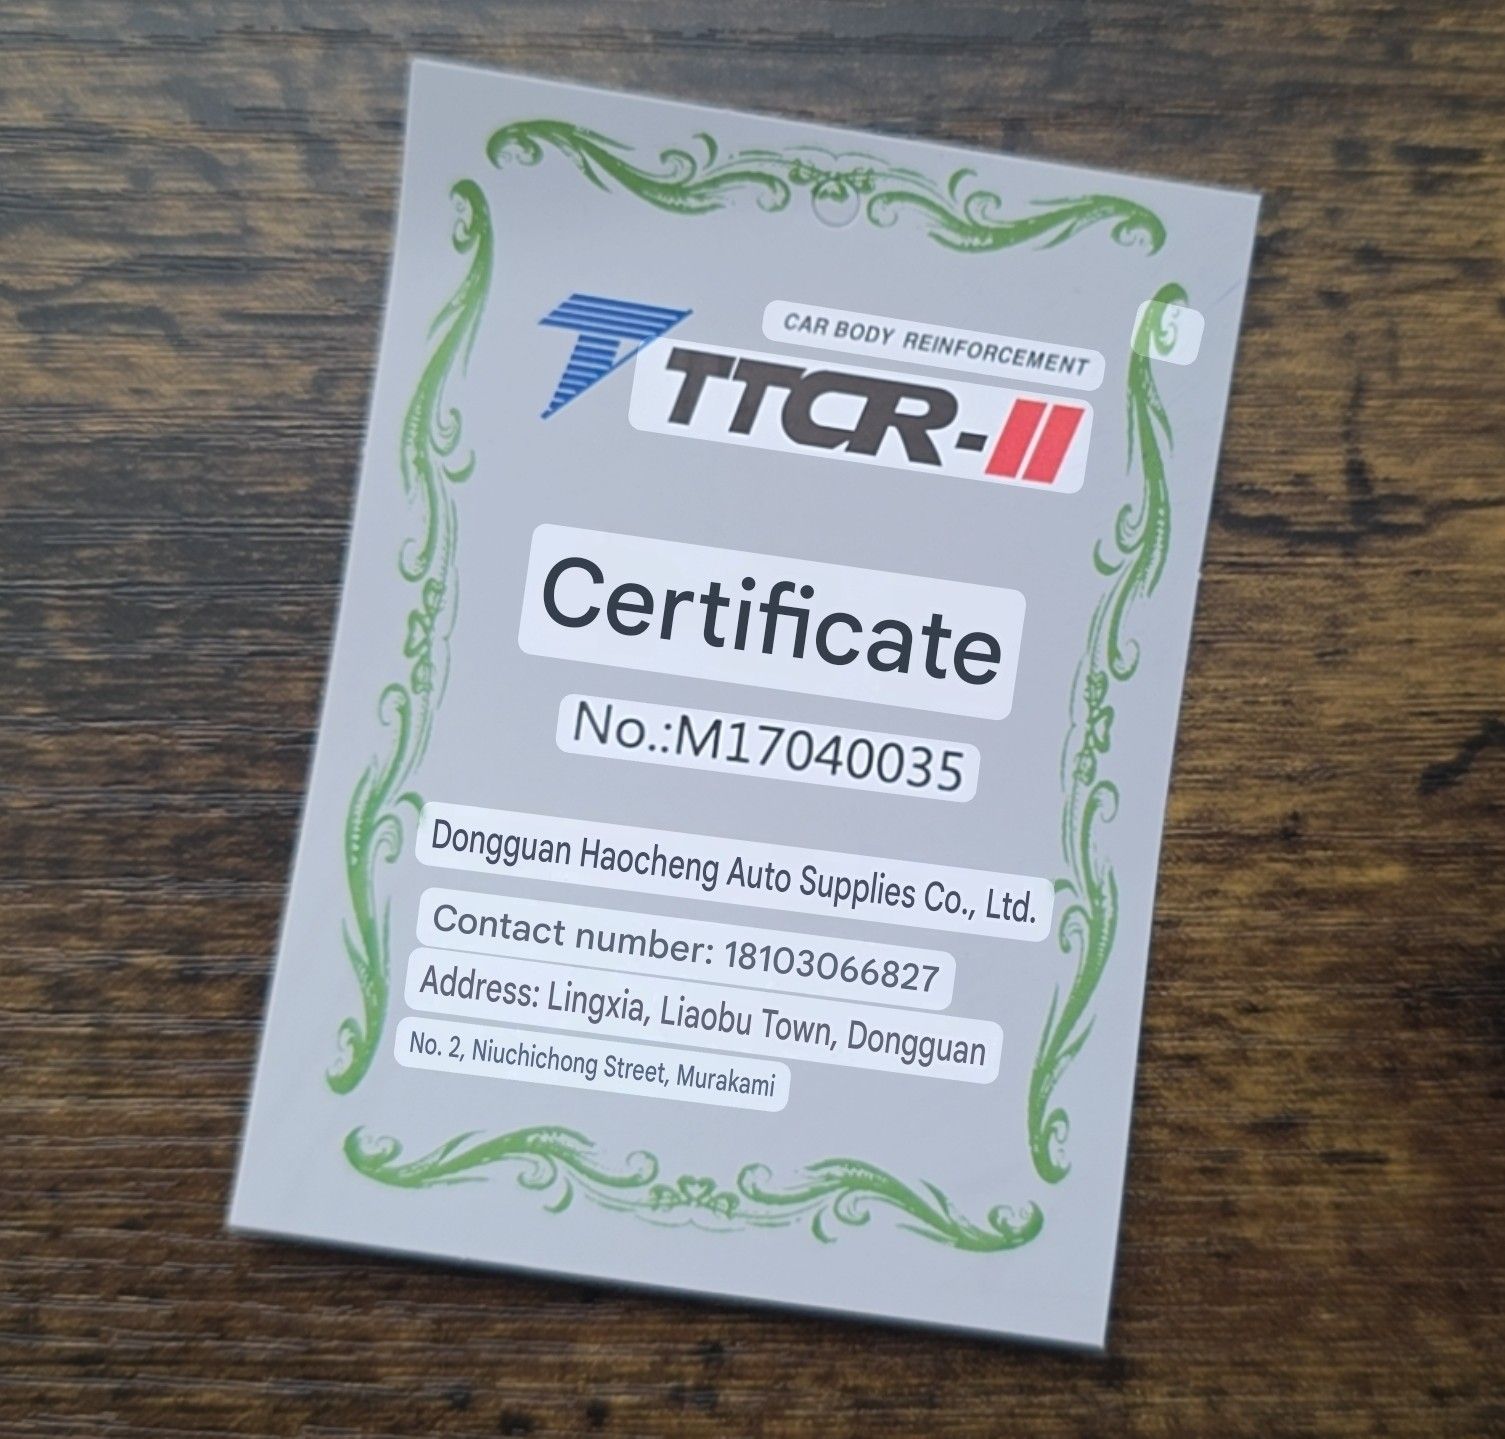 CAR BODY REINFORCEMENT
TTCR-II
Certificate
No.:M17040035
Dongguan Haocheng Auto Supplies Co., Ltd.
Contact number: 18103066827
Address: Lingxia, Liaobu Town, Dongguan
No. 2, Niuchichong Street, Murakami